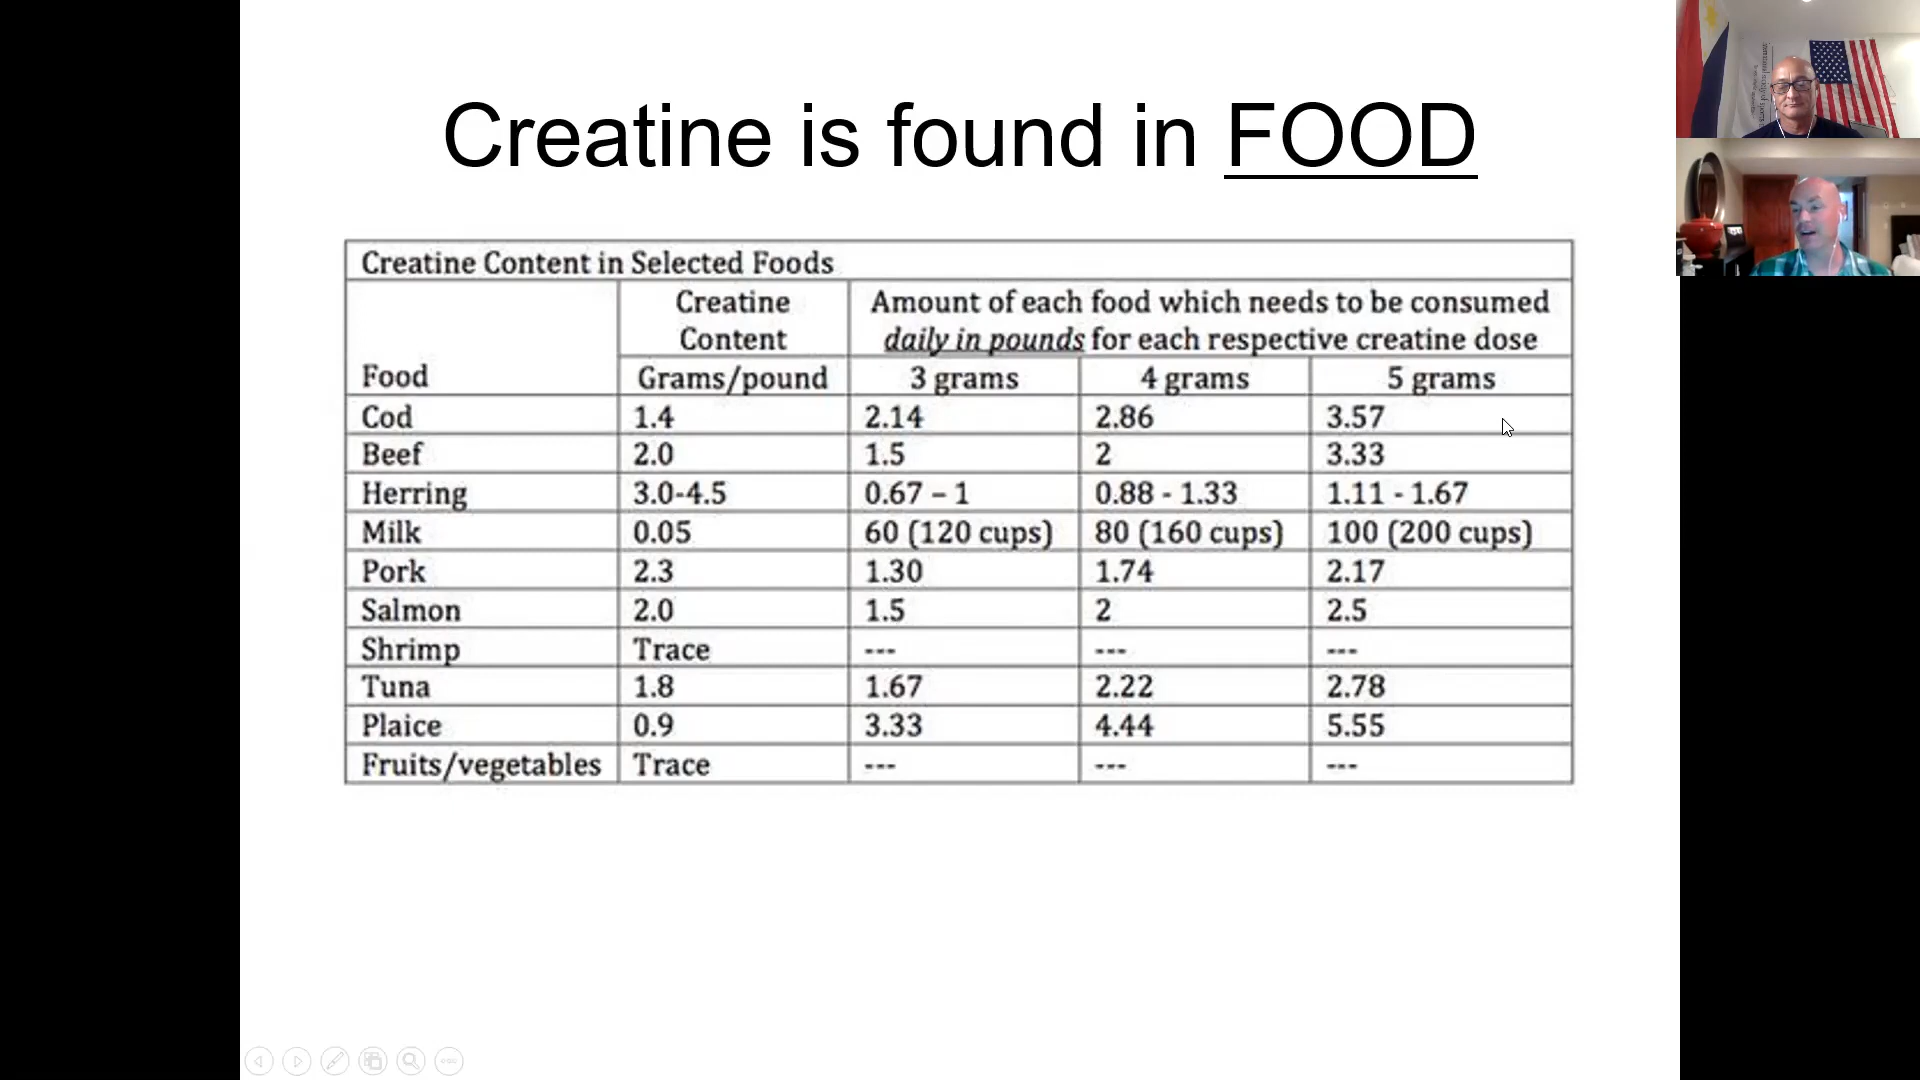 Creatine is found in FOOD
Creatine Content in Selected Foods
Food
Creatine Content
Amount of each food which needs to be consumed
daily in pounds for each respective creatine dose
Grams/pound 3 grams 4 grams 5 grams
Cod 1.4 2.14 2.86 3.57
Beef 2.0 1.5 2 3.33
Herring 3.0-4.5 0.67 – 1 0.88 - 1.33 1.11 - 1.67
Milk 0.05 60 (120 cups) 80 (160 cups) 100 (200 cups)
Pork 2.3 1.30 1.74 2.17
Salmon 2.0 1.5 2 2.5
Shrimp Trace --- --- ---
Tuna 1.8 1.67 2.22 2.78
Plaice 0.9 3.33 4.44 5.55
Fruits/vegetables Trace --- --- ---